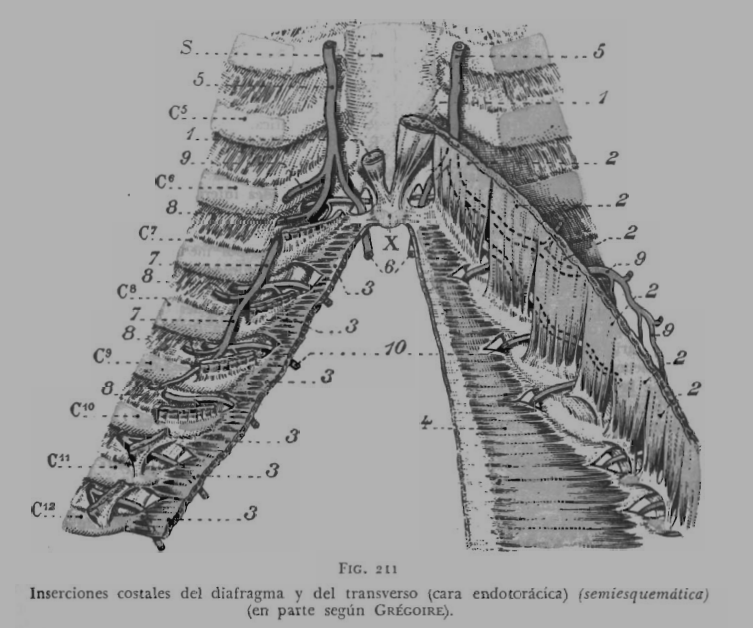 S 5
5
C⁵ 1
1
9 2
C⁶
8 2
C⁷ X 2
7 9
8 6 2
C⁸ 3
7
8 3 9
C⁹ 10
3 2
8 2
C¹⁰ 4
3
C¹¹ 3
C¹² 3
FIG. 211
Inserciones costales del diafragma y del transverso (cara endotorácica) (semiesquemática)
(en parte según GRÉGOIRE).